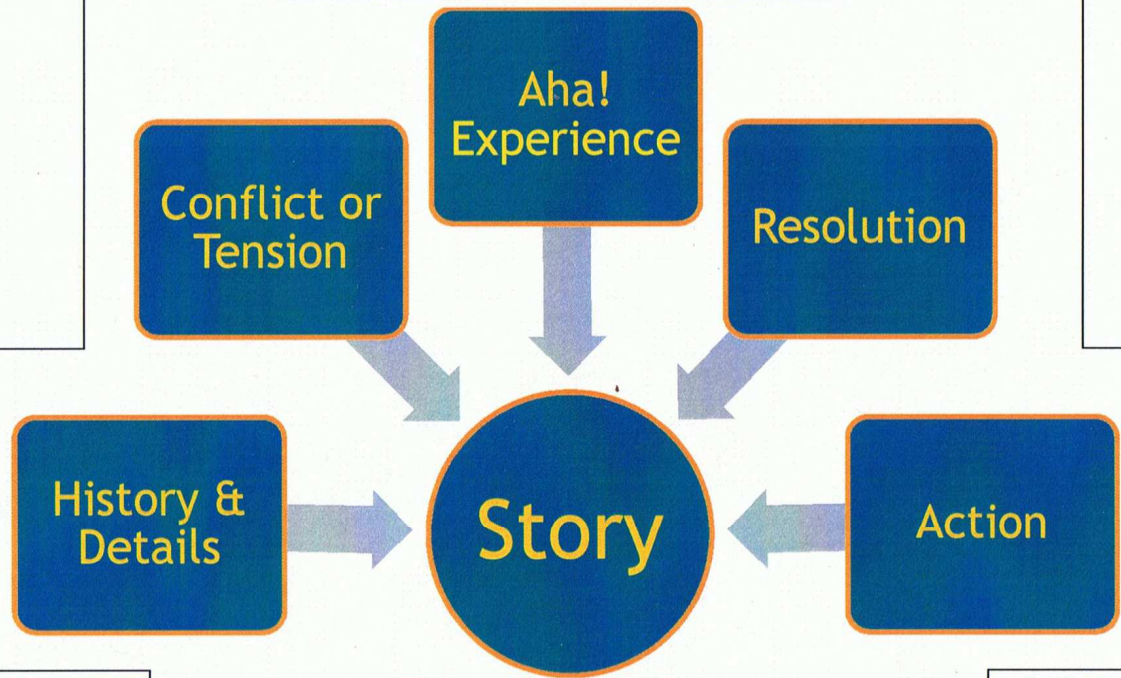 Aha!
Experience
Conflict or
Tension
Resolution
History &
Details
Story
Action